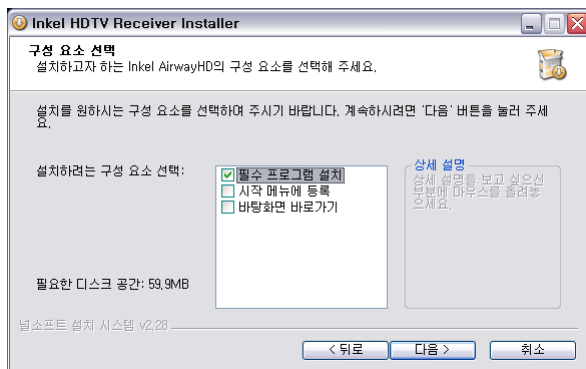 Inkel HDTV Receiver Installer
구성 요소 선택
설치하고자 하는 Inkel AirwayHD의 구성 요소를 선택해 주세요.
설치를 원하시는 구성 요소를 선택하여 주시기 바랍니다. 계속하시려면 '다음' 버튼을 눌러 주세
요.
설치하려는 구성 요소 선택:
필수 프로그램 설치
시작 메뉴에 등록
바탕화면 바로가기
상세 설명
상세 설명을 보고 싶으신
부분에 마우스를 올려놓
으세요.
필요한 디스크 공간: 59.9MB
널소프트 설치 시스템 v2.28
< 뒤로
다음 >
취소